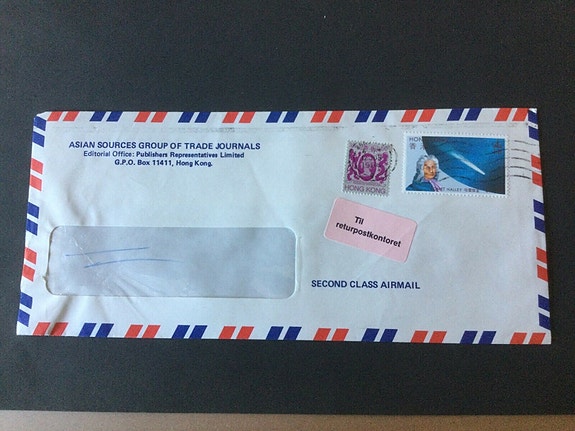 ASIAN SOURCES GROUP OF TRADE JOURNALS
Editorial Office: Publishers Representatives Limited
G.P.O. Box 11411, Hong Kong.
HONG KONG
HALLEY
Til
returpostkontoret
SECOND CLASS AIRMAIL